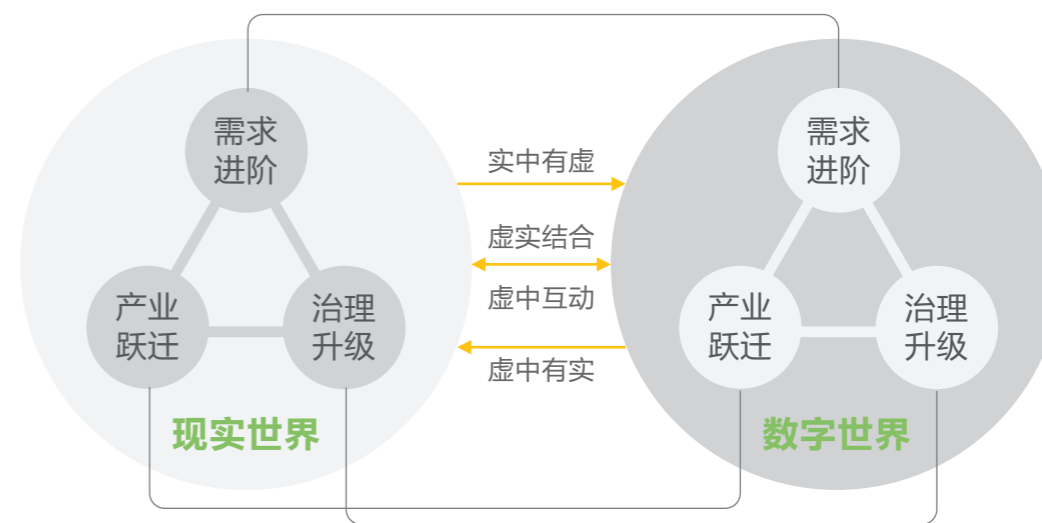 需求
进阶
产业
跃迁
治理
升级
现实世界
实中有虚
虚实结合
虚中互动
虚中有实
需求
进阶
产业
跃迁
治理
升级
数字世界